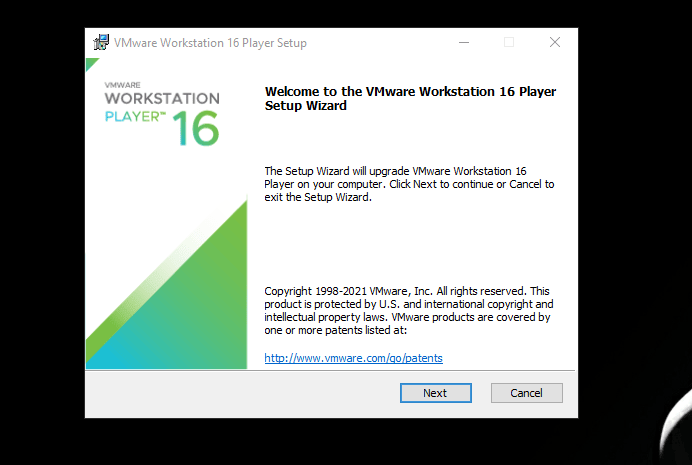 VMware Workstation 16 Player Setup
VMWARE
WORKSTATION
PLAYER™ 16
Welcome to the VMware Workstation 16 Player
Setup Wizard
The Setup Wizard will upgrade VMware Workstation 16
Player on your computer. Click Next to continue or Cancel to
exit the Setup Wizard.
Copyright 1998-2021 VMware, Inc. All rights reserved. This
product is protected by U.S. and international copyright and
intellectual property laws. VMware products are covered by
one or more patents listed at:
http://www.vmware.com/go/patents
Next
Cancel